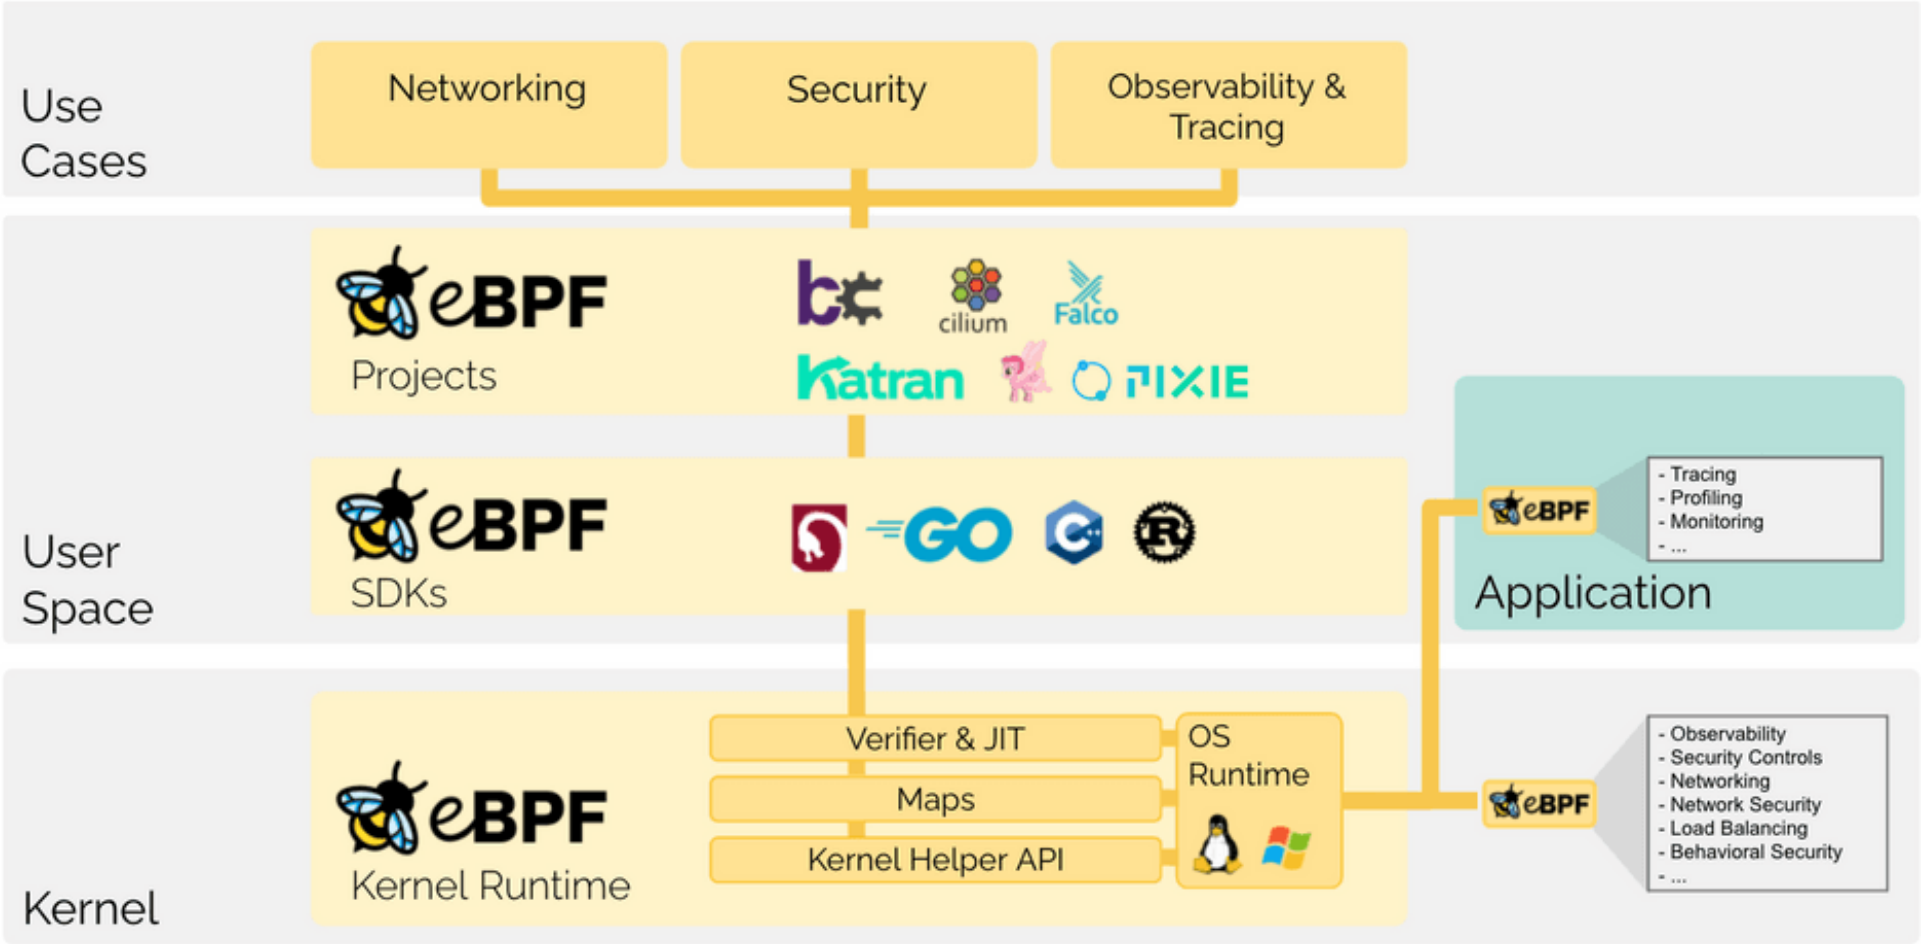 Use
Cases
Networking
Security
Observability &
Tracing
User
Space
eBPF
Projects
bc
cilium
Falco
Katran
PIXIE
eBPF
SDKs
GO
C++
R
eBPF
- Tracing
- Profiling
- Monitoring
- ...
Application
Kernel
eBPF
Kernel Runtime
Verifier & JIT
Maps
Kernel Helper API
OS
Runtime
eBPF
- Observability
- Security Controls
- Networking
- Network Security
- Load Balancing
- Behavioral Security
- ...